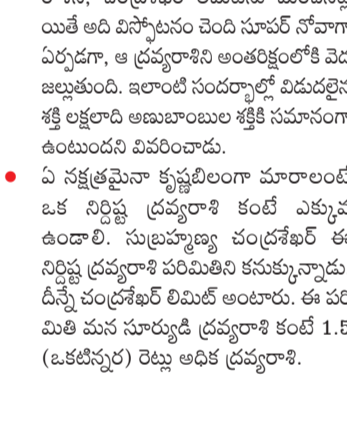 యితే అది విస్ఫోటనం చెంది సూపర్ నోవాగా
ఏర్పడగా, ఆ ద్రవ్యరాశిని అంతరిక్షంలోకి వెద
జల్లుతుంది. ఇలాంటి సందర్భాల్లో విడుదలైన
శక్తి లక్షలాది అణుబాంబుల శక్తికి సమానంగా
ఉంటుందని వివరించాడు.
● ఏ నక్షత్రమైనా కృష్ణబిలంగా మారాలంటే
ఒక నిర్దిష్ట ద్రవ్యరాశి కంటే ఎక్కువ
ఉండాలి. సుబ్రహ్మణ్య చంద్రశేఖర్ ఈ
నిర్దిష్ట ద్రవ్యరాశి పరిమితిని కనుక్కున్నాడు
దీన్నే చంద్రశేఖర్ లిమిట్ అంటారు. ఈ పరి
మితి మన సూర్యుడి ద్రవ్యరాశి కంటే 1.5
(ఒకటిన్నర) రెట్లు అధిక ద్రవ్యరాశి.